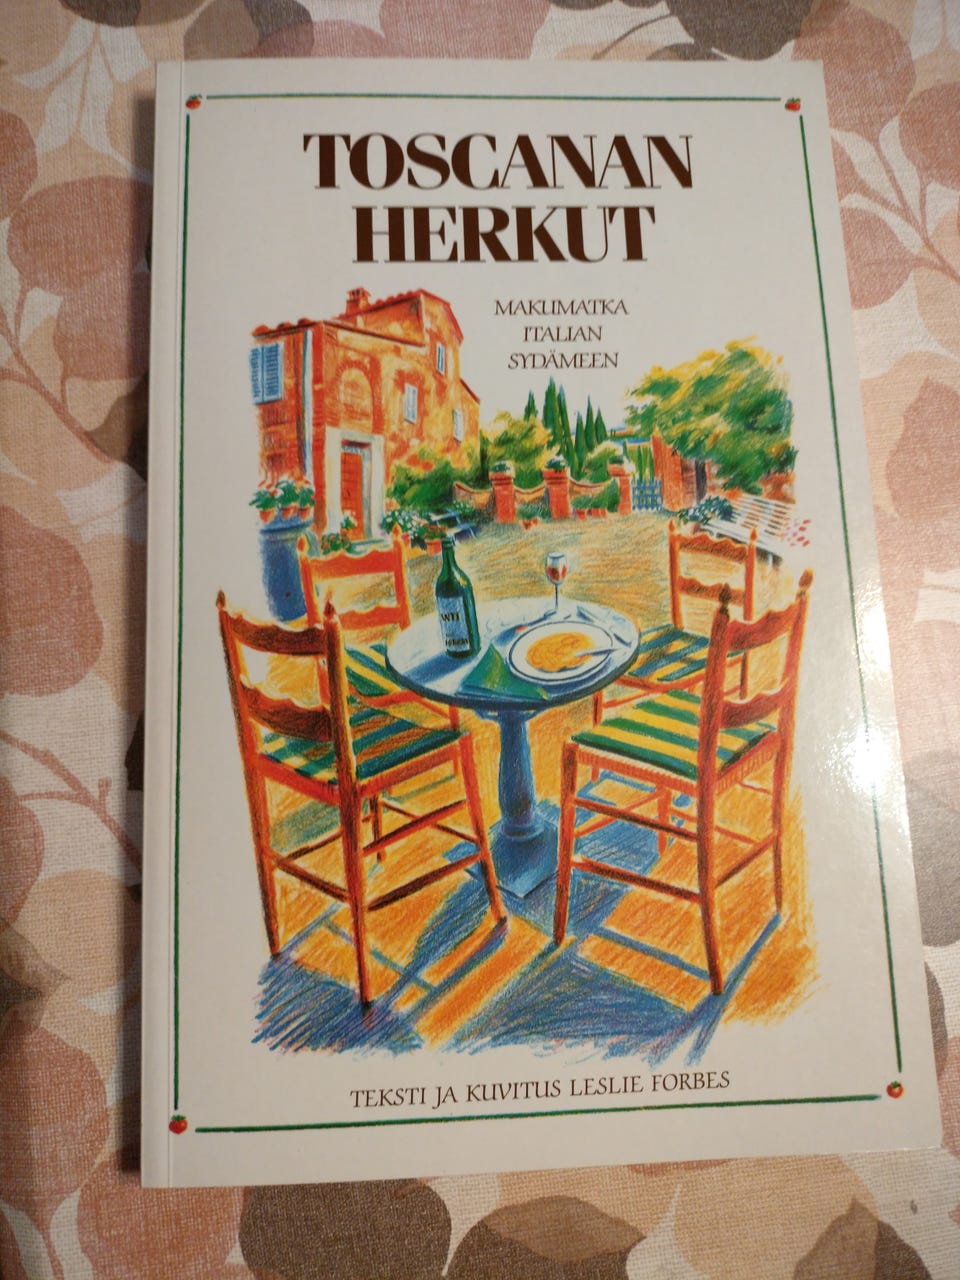 TOSCANAN
HERKUT
MAKUMATKA
ITALIAN
SYDÄMEEN
TEKSTI JA KUVITUS LESLIE FORBES